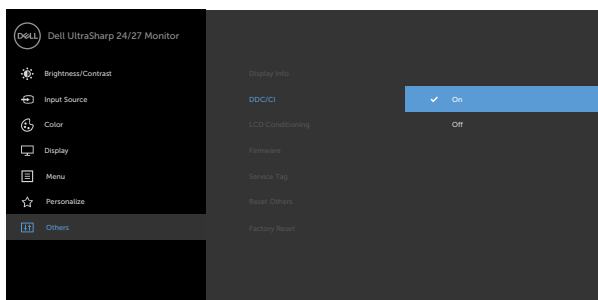 DELL
Dell UltraSharp 24/27 Monitor
Brightness/Contrast
Input Source
Color
Display
Menu
Personalize
Others
Display Info
DDC/CI
LCD Conditioning
Firmware
Service Tag
Reset Others
Factory Reset
On
Off